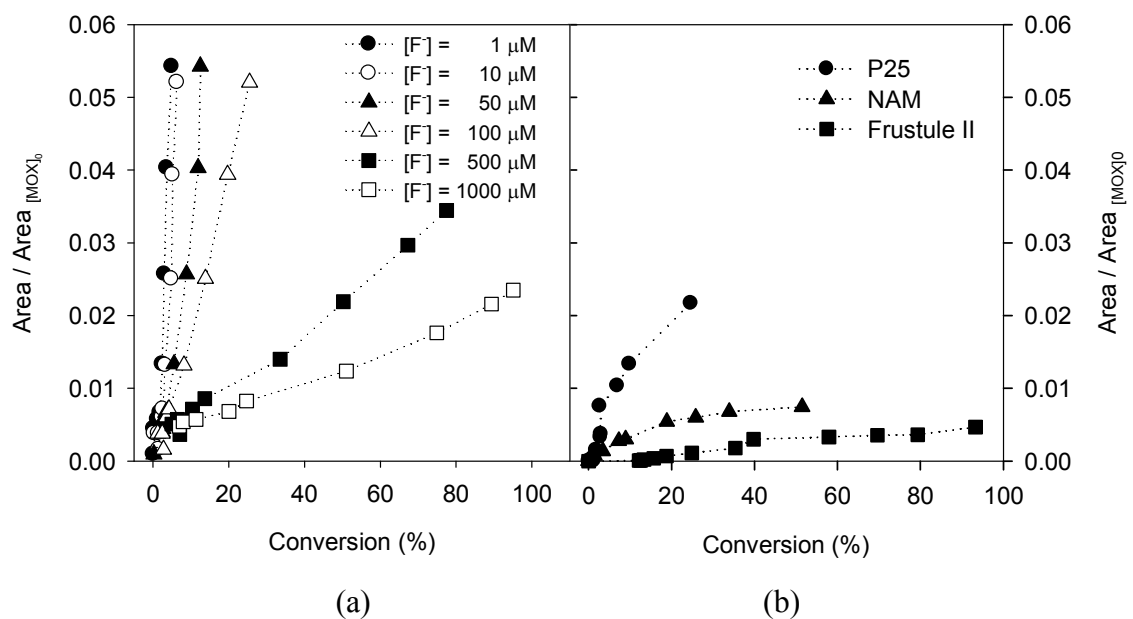 0.06
0.05
0.04
0.03
0.02
0.01
0.00
Area / Area [MOX]0
[F-] = 1 μM
[F-] = 10 μM
[F-] = 50 μM
[F-] = 100 μM
[F-] = 500 μM
[F-] = 1000 μM
0 20 40 60 80 100
Conversion (%)
(a)
P25
NAM
Frustule II
0 20 40 60 80 100
Conversion (%)
(b)
0.06
0.05
0.04
0.03
0.02
0.01
0.00
Area / Area [MOX]0